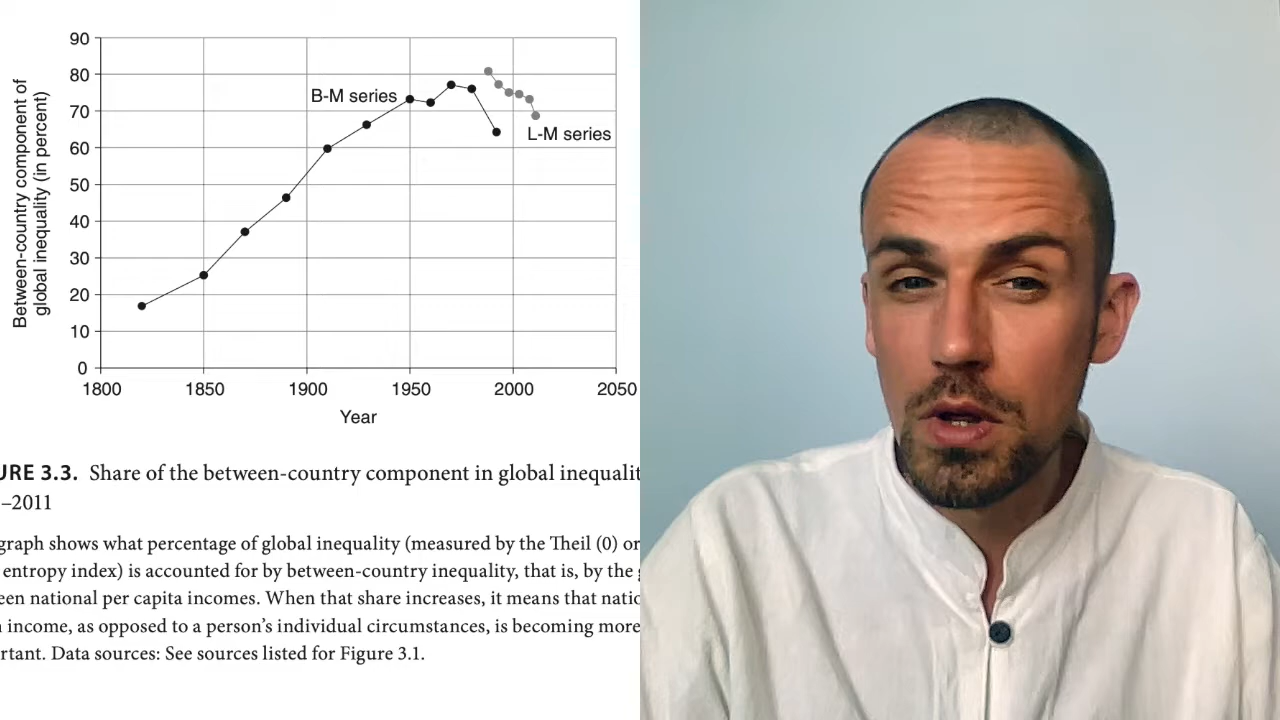 90
80
70
60
50
40
30
20
10
0
Between-country component of
global inequality (in percent)
B-M series
L-M series
1800 1850 1900 1950 2000 2050
Year
URE 3.3. Share of the between-country component in global inequalit
–2011
graph shows what percentage of global inequality (measured by the Theil (0) or
entropy index) is accounted for by between-country inequality, that is, by the g
een national per capita incomes. When that share increases, it means that natio
income, as opposed to a person's individual circumstances, is becoming more
rtant. Data sources: See sources listed for Figure 3.1.